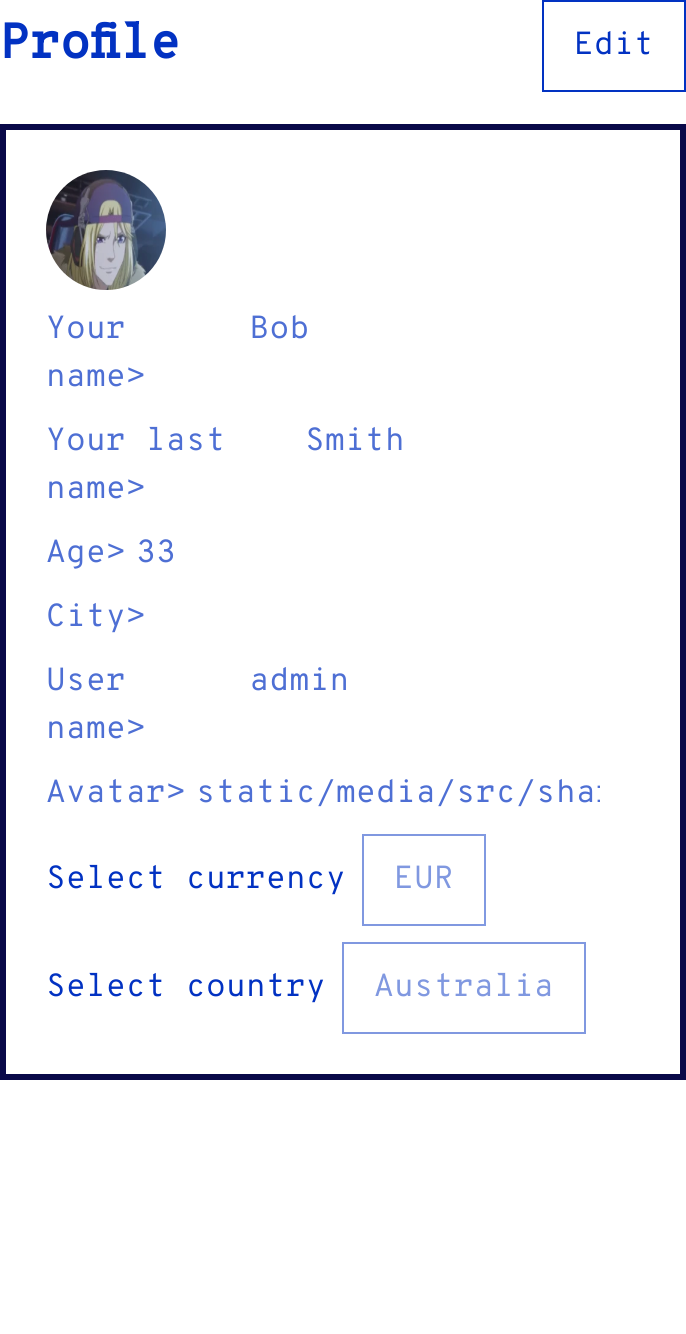 Profile Edit
Your Bob
name>
Your last Smith
name>
Age> 33
City>
User admin
name>
Avatar> static/media/src/sha
Select currency EUR
Select country Australia